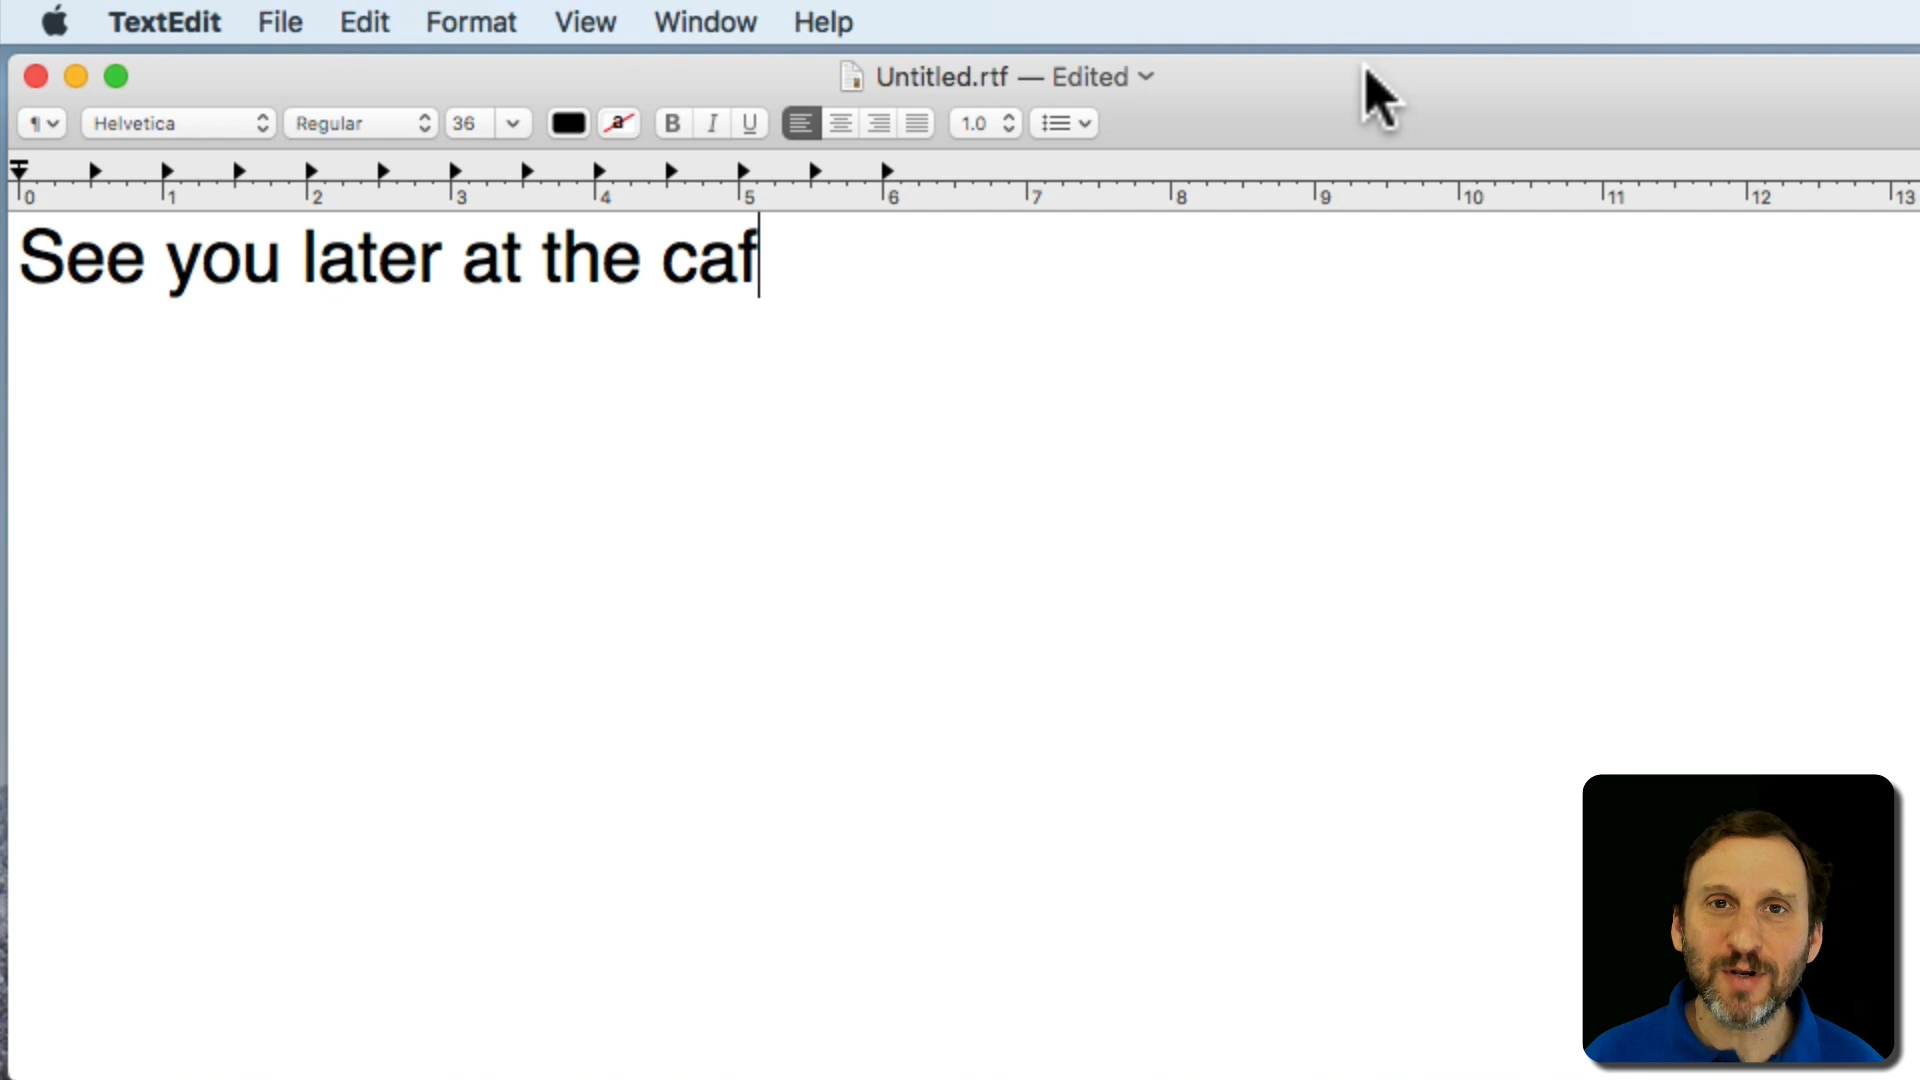 TextEdit File Edit Format View Window Help
Untitled.rtf — Edited
¶ Helvetica Regular 36 a B I U 1.0
0 1 2 3 4 5 6 7 8 9 10 11 12 13
See you later at the caf